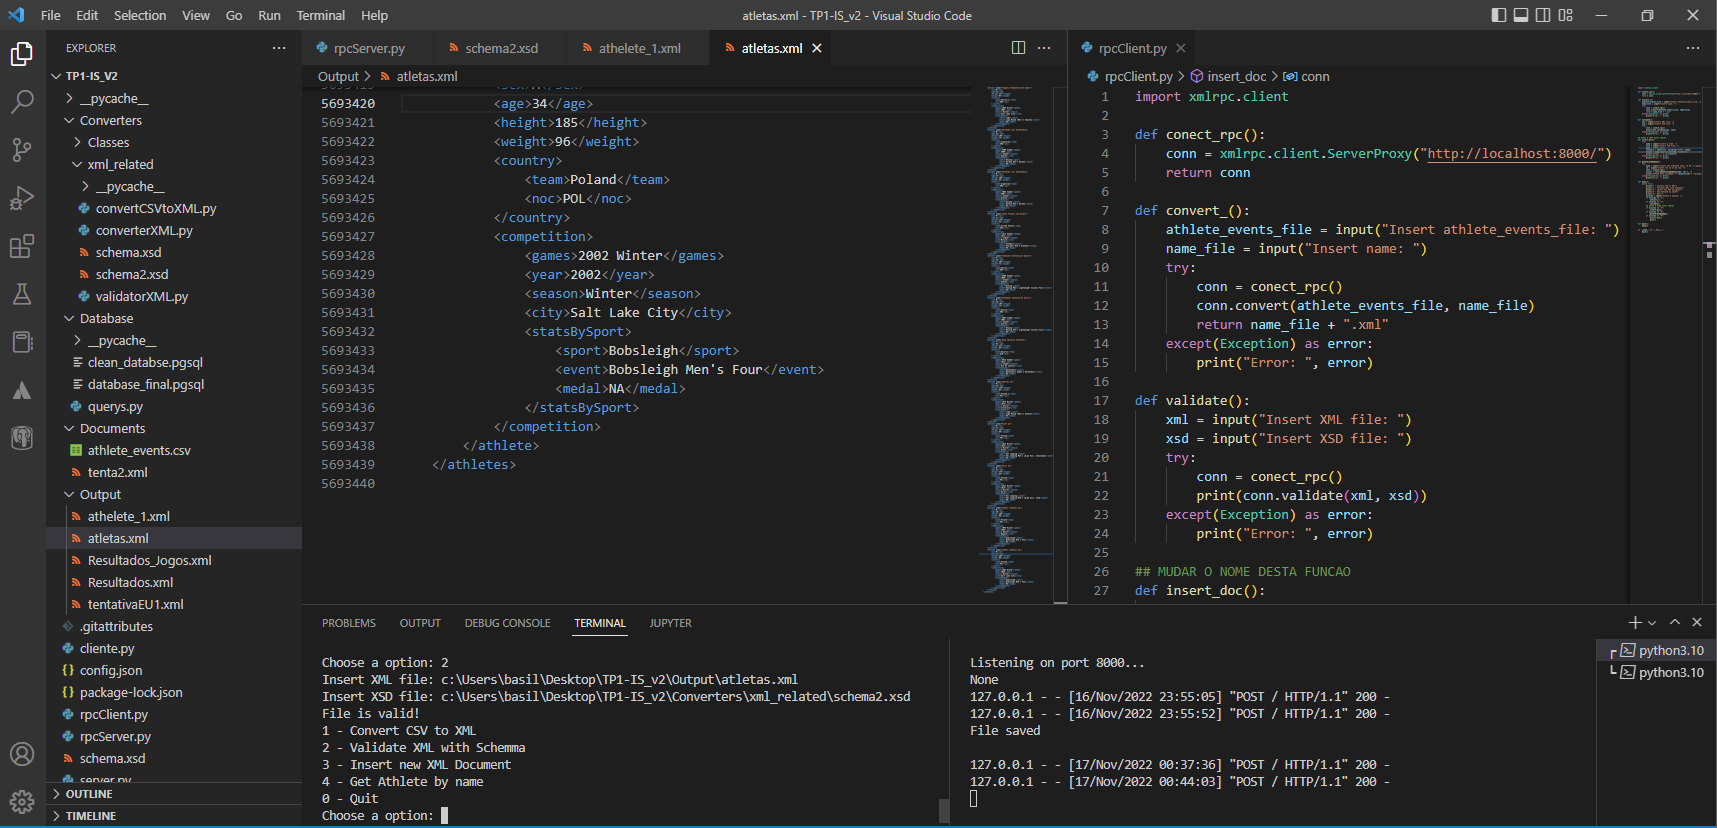 File Edit Selection View Go Run Terminal Help
atletas.xml - TP1-IS_v2 - Visual Studio Code
EXPLORER
TP1-IS_V2
__pycache__
Converters
Classes
xml_related
__pycache__
convertCSVtoXML.py
converterXML.py
schema.xsd
schema2.xsd
validatorXML.py
Database
__pycache__
clean_databse.pgsql
database_final.pgsql
querys.py
Documents
athlete_events.csv
tenta2.xml
Output
athelete_1.xml
atletas.xml
Resultados_Jogos.xml
Resultados.xml
tentativaEU1.xml
.gitattributes
cliente.py
config.json
package-lock.json
rpcClient.py
rpcServer.py
schema.xsd
server.py
OUTLINE
TIMELINE
rpcServer.py schema2.xsd athelete_1.xml atletas.xml
Output > atletas.xml
5693420 <age>34</age>
5693421 <height>185</height>
5693422 <weight>96</weight>
5693423 <country>
5693424 <team>Poland</team>
5693425 <noc>POL</noc>
5693426 </country>
5693427 <competition>
5693428 <games>2002 Winter</games>
5693429 <year>2002</year>
5693430 <season>Winter</season>
5693431 <city>Salt Lake City</city>
5693432 <statsBySport>
5693433 <sport>Bobsleigh</sport>
5693434 <event>Bobsleigh Men's Four</event>
5693435 <medal>NA</medal>
5693436 </statsBySport>
5693437 </competition>
5693438 </athlete>
5693439 </athletes>
5693440
rpcClient.py
rpcClient.py > insert_doc > conn
1 import xmlrpc.client
2
3 def conect_rpc():
4 conn = xmlrpc.client.ServerProxy("http://localhost:8000/")
5 return conn
6
7 def convert_():
8 athlete_events_file = input("Insert athlete_events_file: ")
9 name_file = input("Insert name: ")
10 try:
11 conn = conect_rpc()
12 conn.convert(athlete_events_file, name_file)
13 return name_file + ".xml"
14 except(Exception) as error:
15 print("Error: ", error)
16
17 def validate():
18 xml = input("Insert XML file: ")
19 xsd = input("Insert XSD file: ")
20 try:
21 conn = conect_rpc()
22 print(conn.validate(xml, xsd))
23 except(Exception) as error:
24 print("Error: ", error)
25
26 ## MUDAR O NOME DESTA FUNCAO
27 def insert_doc():
PROBLEMS OUTPUT DEBUG CONSOLE TERMINAL JUPYTER
Choose a option: 2
Insert XML file: c:\Users\basil\Desktop\TP1-IS_v2\Output\atletas.xml
Insert XSD file: c:\Users\basil\Desktop\TP1-IS_v2\Converters\xml_related\schema2.xsd
File is valid!
1 - Convert CSV to XML
2 - Validate XML with Schemma
3 - Insert new XML Document
4 - Get Athlete by name
0 - Quit
Choose a option:
Listening on port 8000...
None
127.0.0.1 - - [16/Nov/2022 23:55:05] "POST / HTTP/1.1" 200 -
127.0.0.1 - - [16/Nov/2022 23:55:52] "POST / HTTP/1.1" 200 -
File saved
127.0.0.1 - - [17/Nov/2022 00:37:36] "POST / HTTP/1.1" 200 -
127.0.0.1 - - [17/Nov/2022 00:44:03] "POST / HTTP/1.1" 200 -
python3.10
python3.10